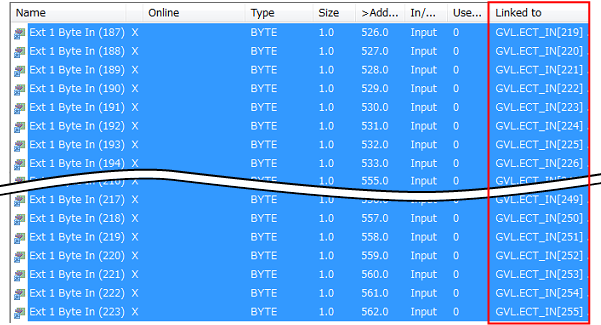 Name Online Type Size >Add... In/... Use... Linked to
Ext 1 Byte In (187) X BYTE 1.0 526.0 Input 0 GVL.ECT_IN[219] .
Ext 1 Byte In (188) X BYTE 1.0 527.0 Input 0 GVL.ECT_IN[220] .
Ext 1 Byte In (189) X BYTE 1.0 528.0 Input 0 GVL.ECT_IN[221] .
Ext 1 Byte In (190) X BYTE 1.0 529.0 Input 0 GVL.ECT_IN[222] .
Ext 1 Byte In (191) X BYTE 1.0 530.0 Input 0 GVL.ECT_IN[223] .
Ext 1 Byte In (192) X BYTE 1.0 531.0 Input 0 GVL.ECT_IN[224] .
Ext 1 Byte In (193) X BYTE 1.0 532.0 Input 0 GVL.ECT_IN[225] .
Ext 1 Byte In (194) X BYTE 1.0 533.0 Input 0 GVL.ECT_IN[226] .
X BYTE 1.0 555.0 Input 0
Ext 1 Byte In (217) X BYTE 1.0 Input 0 GVL.ECT_IN[249] .
Ext 1 Byte In (218) X BYTE 1.0 557.0 Input 0 GVL.ECT_IN[250] .
Ext 1 Byte In (219) X BYTE 1.0 558.0 Input 0 GVL.ECT_IN[251] .
Ext 1 Byte In (220) X BYTE 1.0 559.0 Input 0 GVL.ECT_IN[252] .
Ext 1 Byte In (221) X BYTE 1.0 560.0 Input 0 GVL.ECT_IN[253] .
Ext 1 Byte In (222) X BYTE 1.0 561.0 Input 0 GVL.ECT_IN[254] .
Ext 1 Byte In (223) X BYTE 1.0 562.0 Input 0 GVL.ECT_IN[255] .